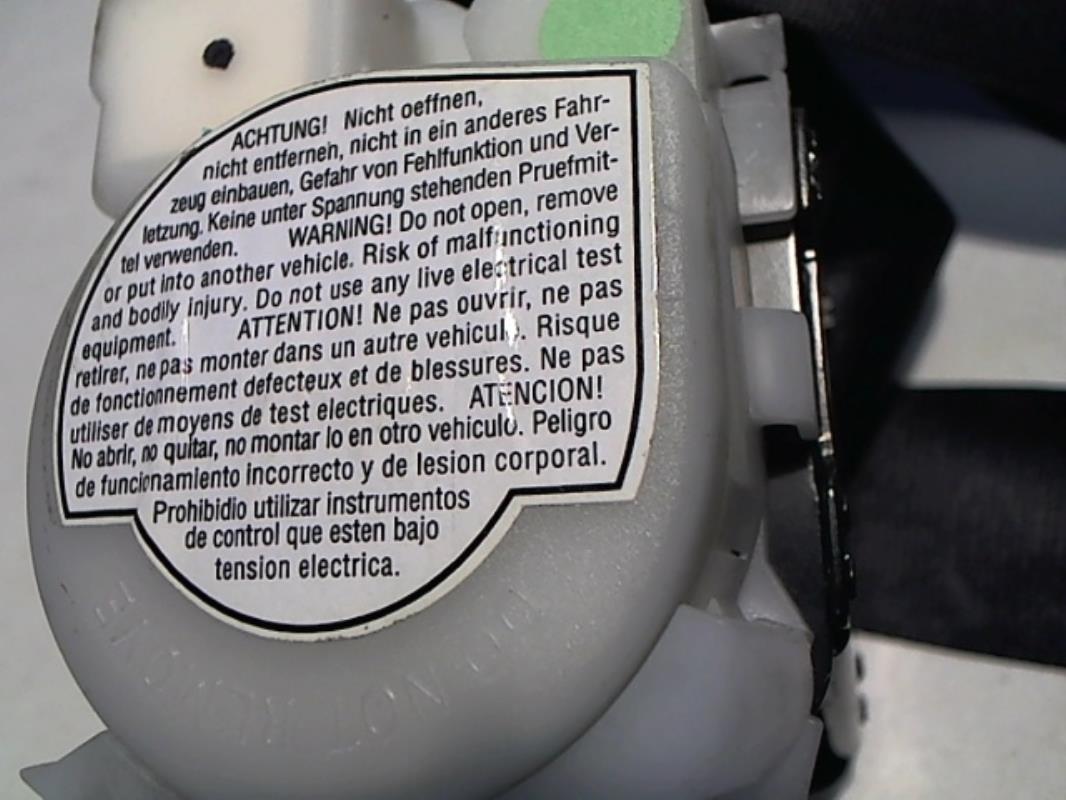 ACHTUNG! Nicht oeffnen,
nicht entfernen, nicht in ein anderes Fahr-
zeug einbauen, Gefahr von Fehlfunktion und Ver-
letzung. Keine unter Spannung stehenden Pruefmit-
tel verwenden. WARNING! Do not open, remove
or put into another vehicle. Risk of malfunctioning
and bodily injury. Do not use any live electrical test
equipment. ATTENTION! Ne pas ouvrir, ne pas
retirer, ne pas monter dans un autre vehicule. Risque
de fonctionnement defecteux et de blessures. Ne pas
utiliser de moyens de test electriques. ATENCION!
No abrir, no quitar, no montar lo en otro vehiculo. Peligro
de funcionamiento incorrecto y de lesion corporal.
Prohibidio utilizar instrumentos
de control que esten bajo
tension electrica.
DO NOT REMOVE